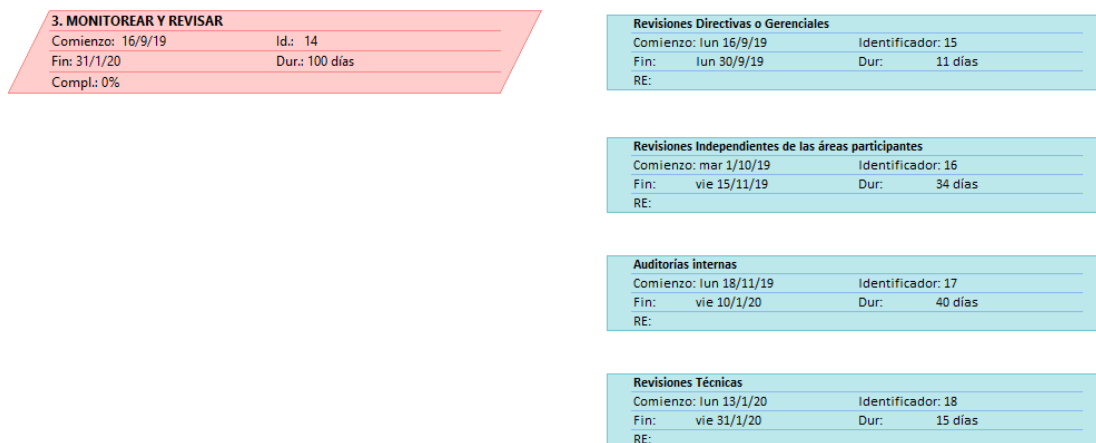 3. MONITOREAR Y REVISAR
Comienzo: 16/9/19 Id.: 14
Fin: 31/1/20 Dur.: 100 días
Compl.: 0%
Revisiones Directivas o Gerenciales
Comienzo: lun 16/9/19 Identificador: 15
Fin: lun 30/9/19 Dur: 11 días
RE:
Revisiones Independientes de las áreas participantes
Comienzo: mar 1/10/19 Identificador: 16
Fin: vie 15/11/19 Dur: 34 días
RE:
Auditorías internas
Comienzo: lun 18/11/19 Identificador: 17
Fin: vie 10/1/20 Dur: 40 días
RE:
Revisiones Técnicas
Comienzo: lun 13/1/20 Identificador: 18
Fin: vie 31/1/20 Dur: 15 días
RE: